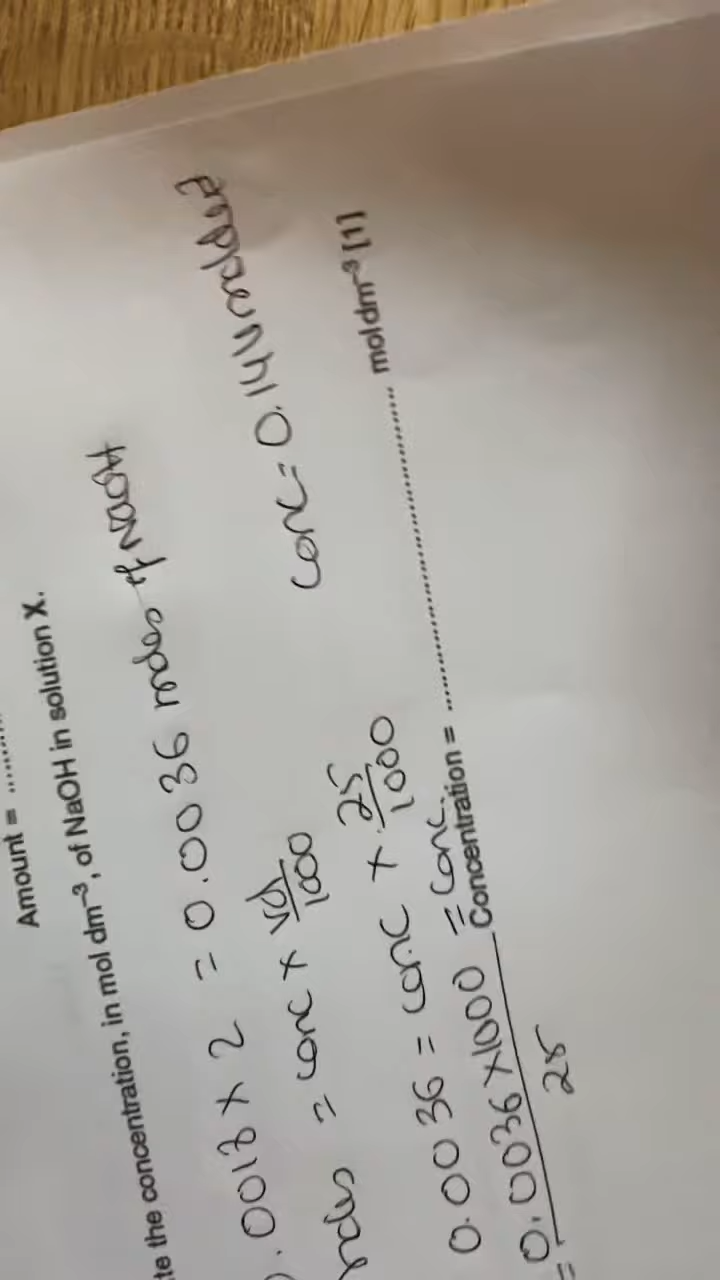 Amount = ..........
te the concentration, in mol dm⁻³, of NaOH in solution X.
.0018 x 2 = 0.0036 moles of NaOH
oles = conc x vol/1000
0.0036 = conc x 25/1000
conc = 0.144 moldm-3
0.0036 x 1000 / 25 = conc.
Concentration = .......................................... mol dm⁻³ [1]
=